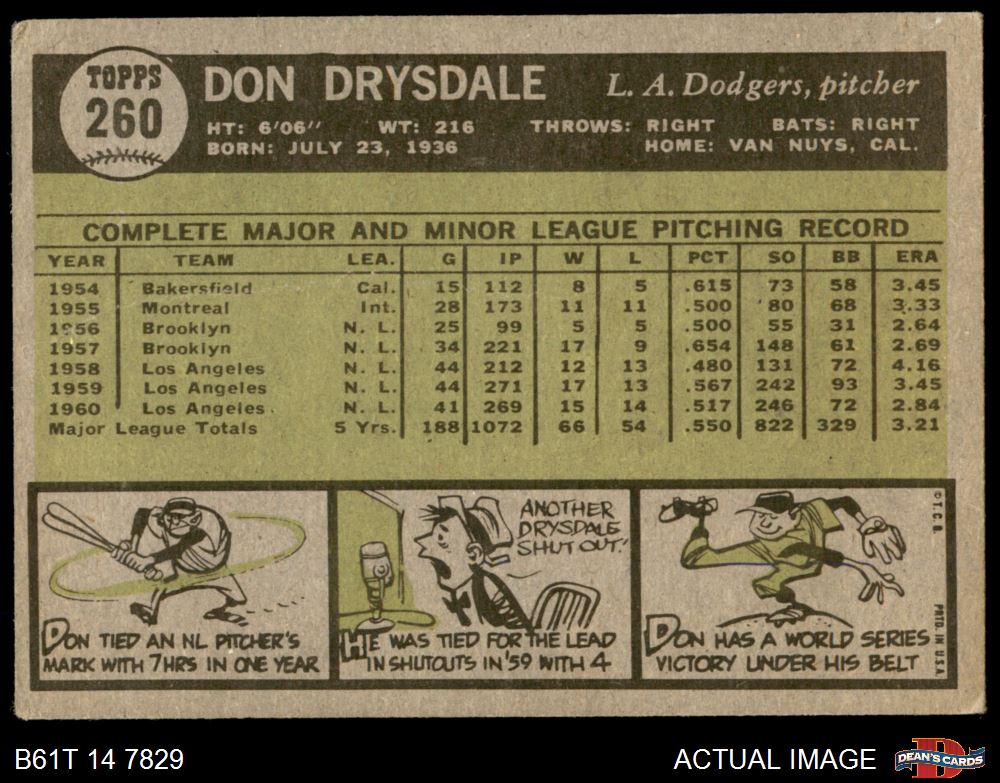 TOPPS
260
DON DRYSDALE
L. A. Dodgers, pitcher
HT: 6'06" WT: 216 THROWS: RIGHT BATS: RIGHT
BORN: JULY 23, 1936 HOME: VAN NUYS, CAL.
COMPLETE MAJOR AND MINOR LEAGUE PITCHING RECORD
YEAR TEAM LEA. G IP W L PCT SO BB ERA
1954 Bakersfield Cal. 15 112 8 5 .615 73 58 3.45
1955 Montreal Int. 28 173 11 11 .500 80 68 3.33
1956 Brooklyn N. L. 25 99 5 5 .500 55 31 2.64
1957 Brooklyn N. L. 34 221 17 9 .654 148 61 2.69
1958 Los Angeles N. L. 44 212 12 13 .480 131 72 4.16
1959 Los Angeles N. L. 44 271 17 13 .567 242 93 3.45
1960 Los Angeles N. L. 41 269 15 14 .517 246 72 2.84
Major League Totals 5 Yrs. 188 1072 66 54 .550 822 329 3.21
DON TIED AN NL PITCHER'S
MARK WITH 7 HRS IN ONE YEAR
ANOTHER
DRYSDALE
SHUT OUT!
HE WAS TIED FOR THE LEAD
IN SHUTOUTS IN '59 WITH 4
DON HAS A WORLD SERIES
VICTORY UNDER HIS BELT
© T. C. G.
PRTD. IN U.S.A.
B61T 14 7829
ACTUAL IMAGE
D
DEAN'S CARDS